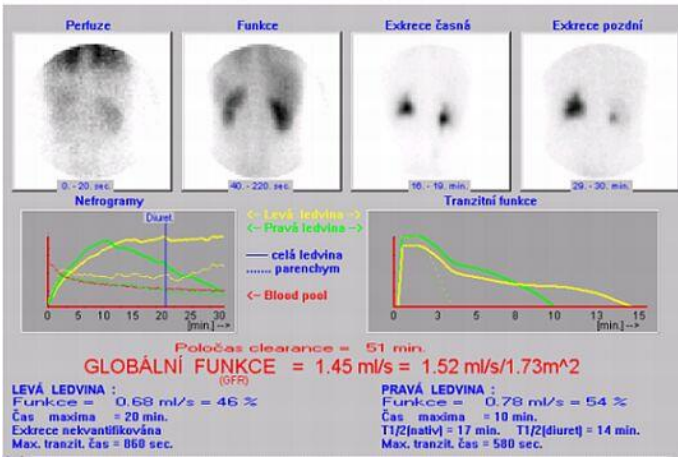 Perfuze
Funkce
Exkrece časná
Exkrece pozdní
0. - 20. sec.
40. - 220. sec.
16. - 19. min.
29. - 30. min.
Nefrogramy
Tranzitní funkce
Diuret
<- Levá ledvina ->
<- Pravá ledvina ->
celá ledvina
parenchym
<- Blood pool
0 5 10 15 20 25 30
[min.] -->
0 3 5 8 10 13 15
[min.] -->
Poločas clearance = 51 min.
GLOBÁLNÍ FUNKCE = 1.45 ml/s = 1.52 ml/s/1.73m^2
(GFR)
LEVÁ LEDVINA :
Funkce = 0.68 ml/s = 46 %
Čas maxima = 20 min.
Exkrece nekvantifikována
Max. tranzit. čas = 860 sec.
PRAVÁ LEDVINA :
Funkce = 0.78 ml/s = 54 %
Čas maxima = 10 min.
T1/2(nativ) = 17 min. T1/2(diuret) = 14 min.
Max. tranzit. čas = 580 sec.